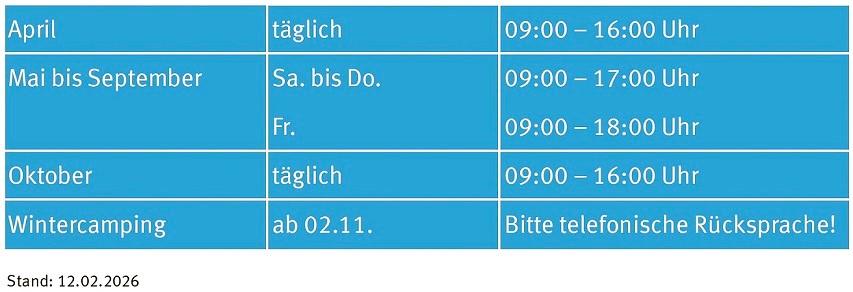 April täglich 09:00 – 16:00 Uhr
Mai bis September Sa. bis Do. 09:00 – 17:00 Uhr
Fr. 09:00 – 18:00 Uhr
Oktober täglich 09:00 – 16:00 Uhr
Wintercamping ab 02.11. Bitte telefonische Rücksprache!
Stand: 12.02.2026